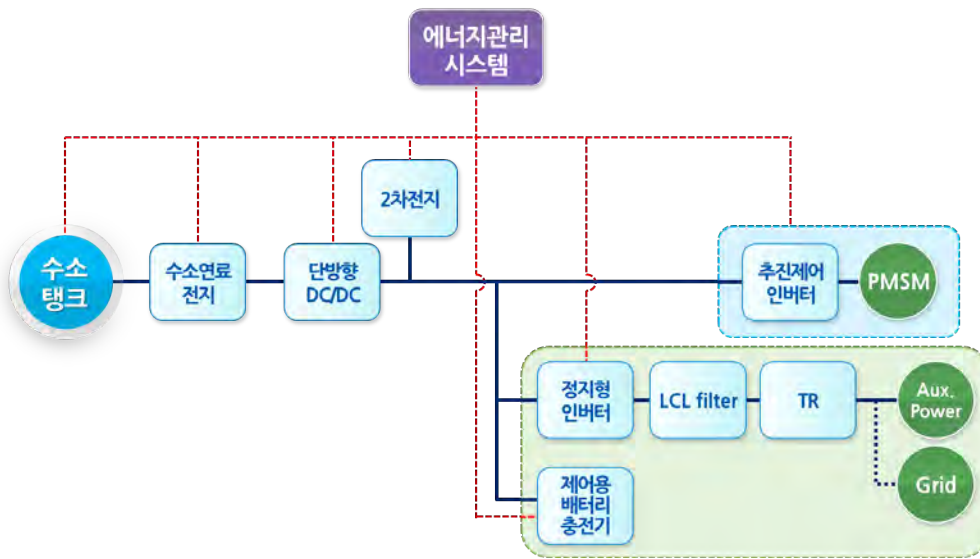 에너지관리
시스템
2차전지
수소
탱크
수소연료
전지
단방향
DC/DC
추진제어
인버터
PMSM
정지형
인버터
LCL filter
TR
Aux.
Power
Grid
제어용
배터리
충전기